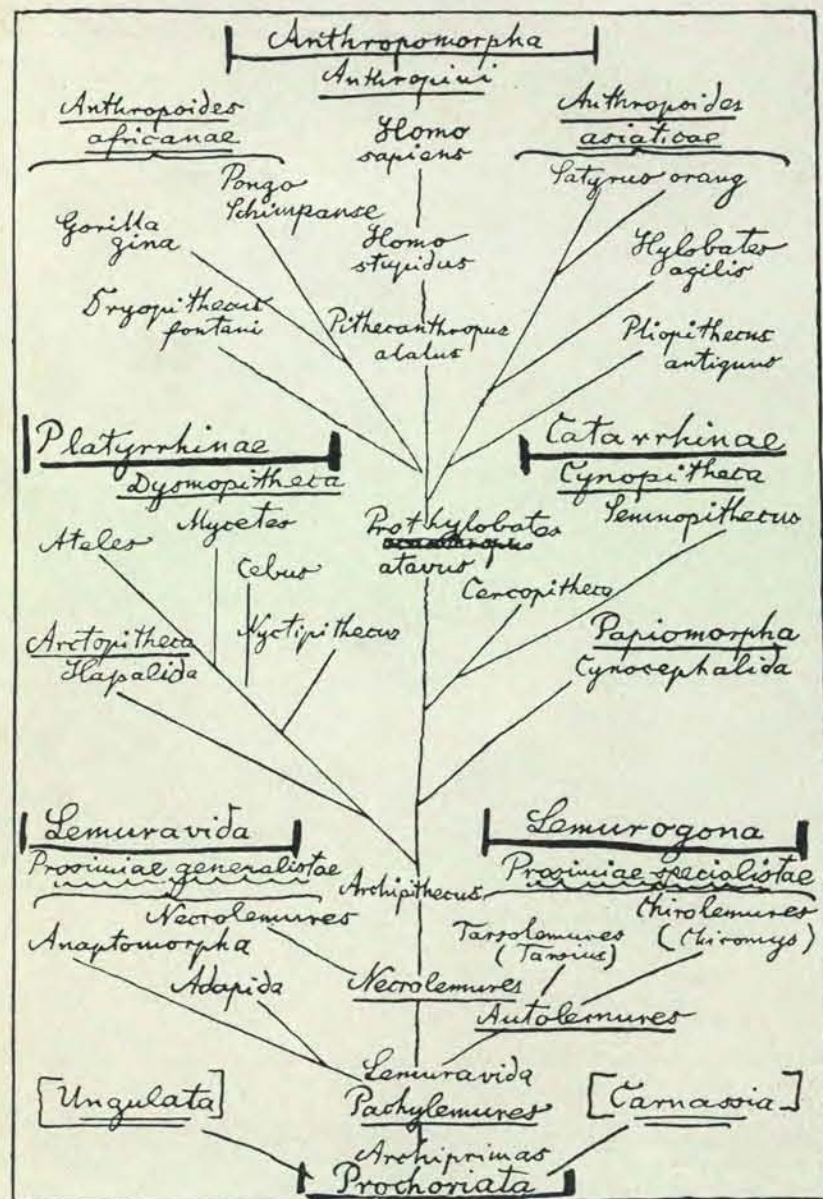 Anthropomorpha
Anthropini
Anthropoides
africanae
Anthropoides
asiaticae
Homo
sapiens
Pongo
Schimpanse
Satyrus orang
Gorilla
gina
Homo
stupidus
Hylobates
agilis
Dryopithecus
fontani
Pithecanthropus
alalus
Pliopithecus
antiquus
Platyrrhinae
Dysmopitheca
Catarrhinae
Cynopitheca
Mycetes
Ateles
Cebus
Nyctipithecus
Arctopitheca
Hapalida
Prothylobates
atavus
Semnopithecus
Cercopitheca
Papiomorpha
Cynocephalida
Lemuravida
Prosimiae generalistae
Lemurogona
Prosimiae specialistae
Archipithecus
Necrolemures
Anaptomorpha
Adapida
Chirolemures
(Chiromys)
Tarsolemures
(Tarsius)
Necrolemures
Autolemures
Lemuravida
Pachylemures
[Ungulata]
[Carnassia]
Archiprimas
Prochoriata